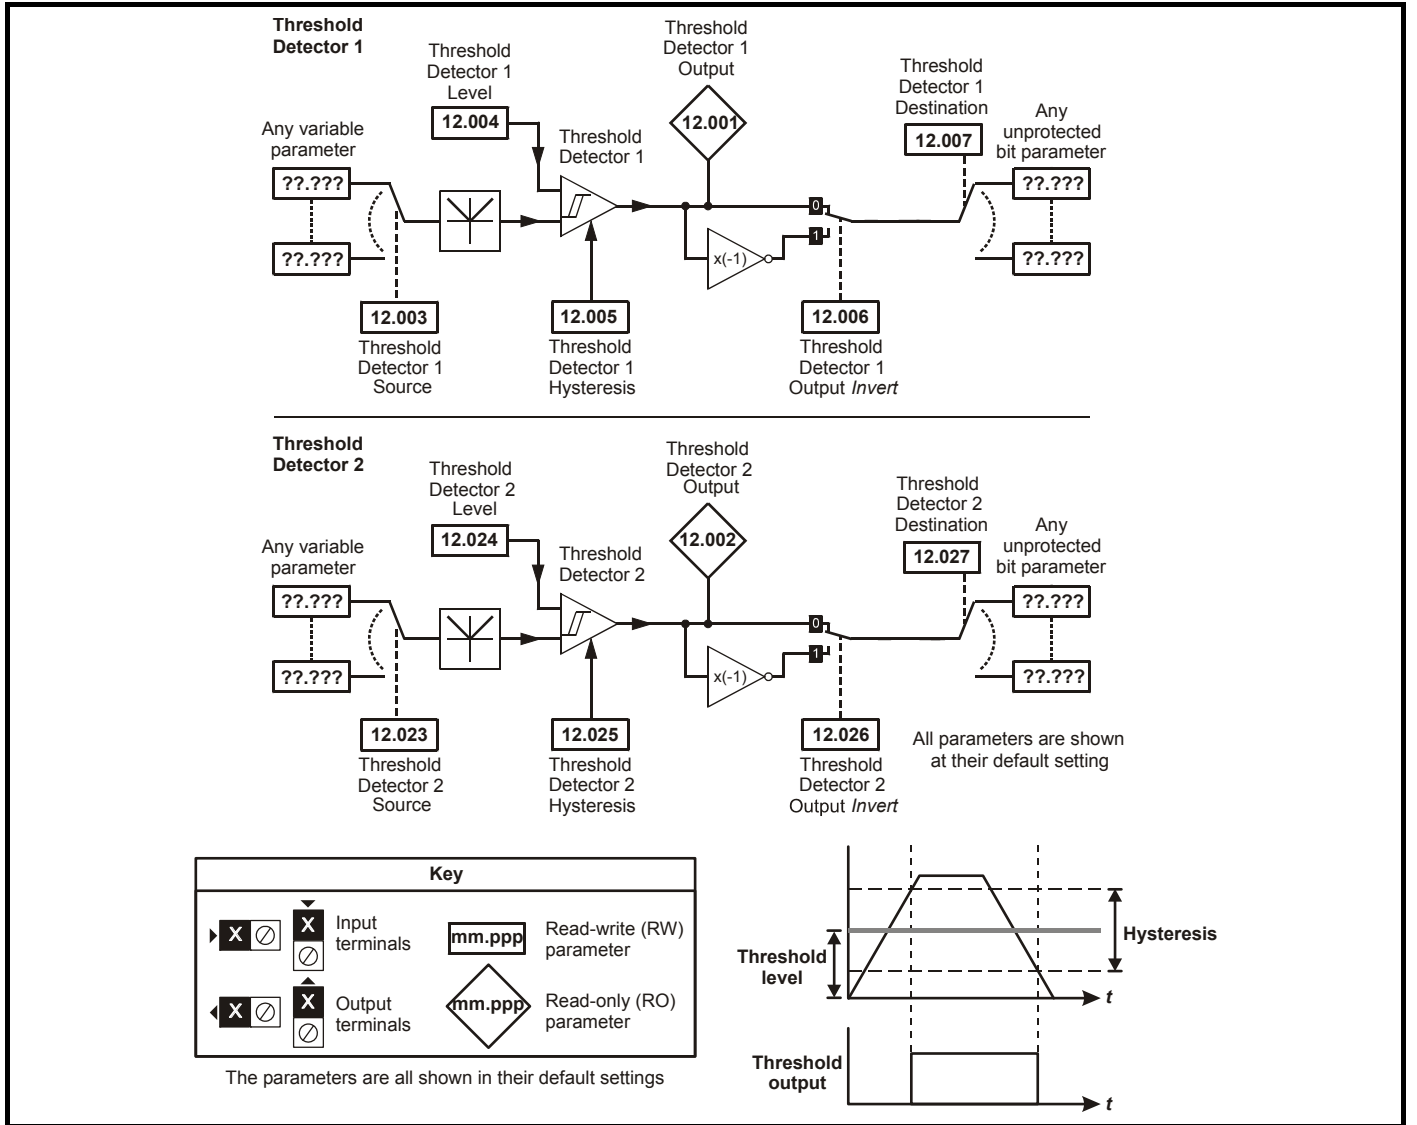 Threshold
Detector 1
Threshold
Detector 1
Level
12.004
Threshold
Detector 1
Output
12.001
Threshold
Detector 1
Destination
12.007
Any variable
parameter
??.???
??.???
Threshold
Detector 1
Any
unprotected
bit parameter
??.???
??.???
0
1
x(-1)
12.003
Threshold
Detector 1
Source
12.005
Threshold
Detector 1
Hysteresis
12.006
Threshold
Detector 1
Output Invert
Threshold
Detector 2
Threshold
Detector 2
Level
12.024
Threshold
Detector 2
Output
12.002
Threshold
Detector 2
Destination
12.027
Any variable
parameter
??.???
??.???
Threshold
Detector 2
Any
unprotected
bit parameter
??.???
??.???
0
1
x(-1)
12.023
Threshold
Detector 2
Source
12.025
Threshold
Detector 2
Hysteresis
12.026
Threshold
Detector 2
Output Invert
All parameters are shown
at their default setting
Key
X
X
Input
terminals
mm.ppp
Read-write (RW)
parameter
X
X
Output
terminals
mm.ppp
Read-only (RO)
parameter
The parameters are all shown in their default settings
Threshold
level
Hysteresis
t
Threshold
output
t